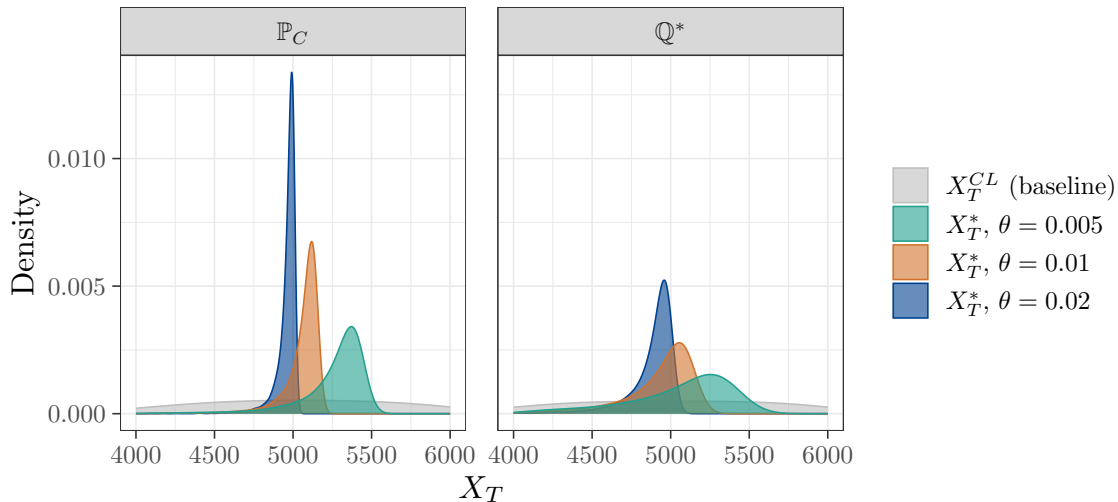 ℙ_C ℚ*
Density
0.010
0.005
0.000
4000 4500 5000 5500 6000 4000 4500 5000 5500 6000
X_T
X_T^{CL} (baseline)
X_T^*, θ = 0.005
X_T^*, θ = 0.01
X_T^*, θ = 0.02